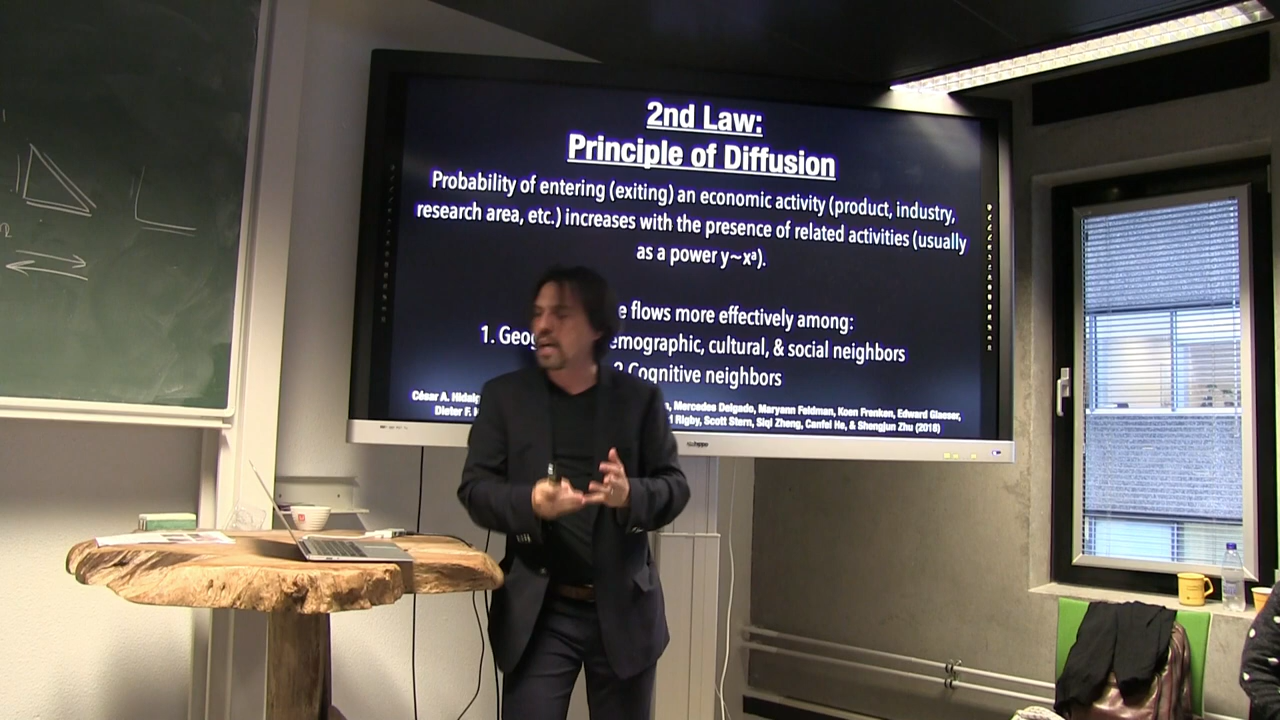 2nd Law:
Principle of Diffusion
Probability of entering (exiting) an economic activity (product, industry,
research area, etc.) increases with the presence of related activities (usually
as a power y~xᵃ).
e flows more effectively among:
1. Geog emographic, cultural, & social neighbors
2 Cognitive neighbors
César A. Hidalg n, Mercedes Delgado, Maryann Feldman, Koen Frenken, Edward Glaeser,
Dieter F. Rigby, Scott Stern, Siqi Zheng, Canfei He, & Shengjun Zhu (2018)